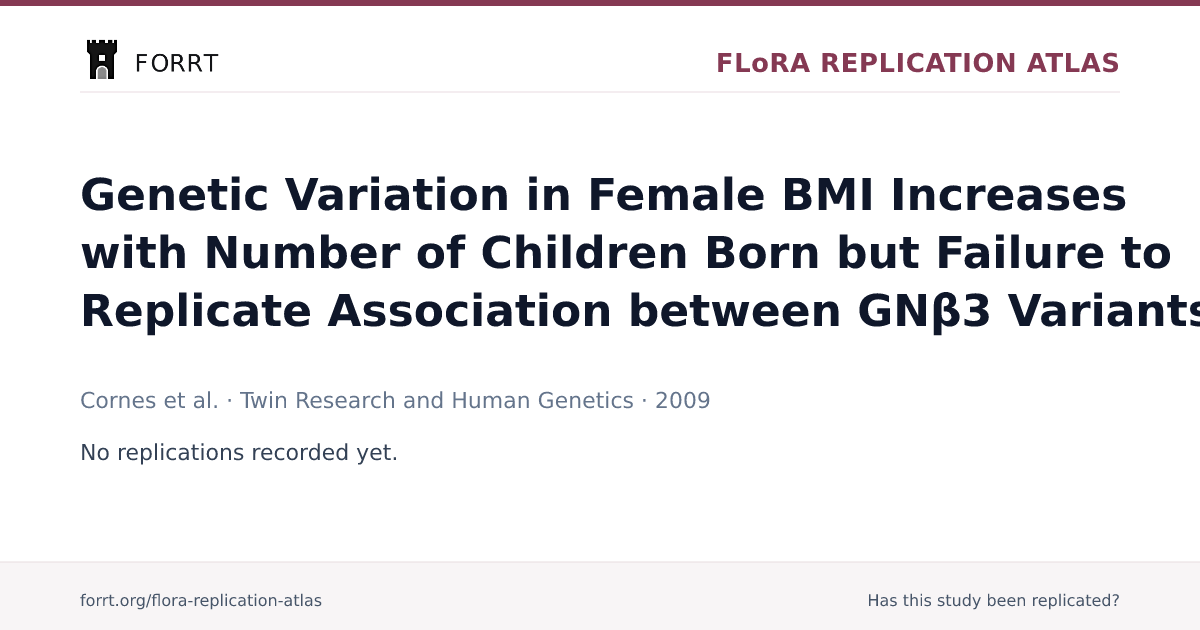 FORRT
FLoRA REPLICATION ATLAS
Genetic Variation in Female BMI Increases
with Number of Children Born but Failure to
Replicate Association between GNβ3 Variants
Cornes et al. · Twin Research and Human Genetics · 2009
No replications recorded yet.
forrt.org/flora-replication-atlas
Has this study been replicated?